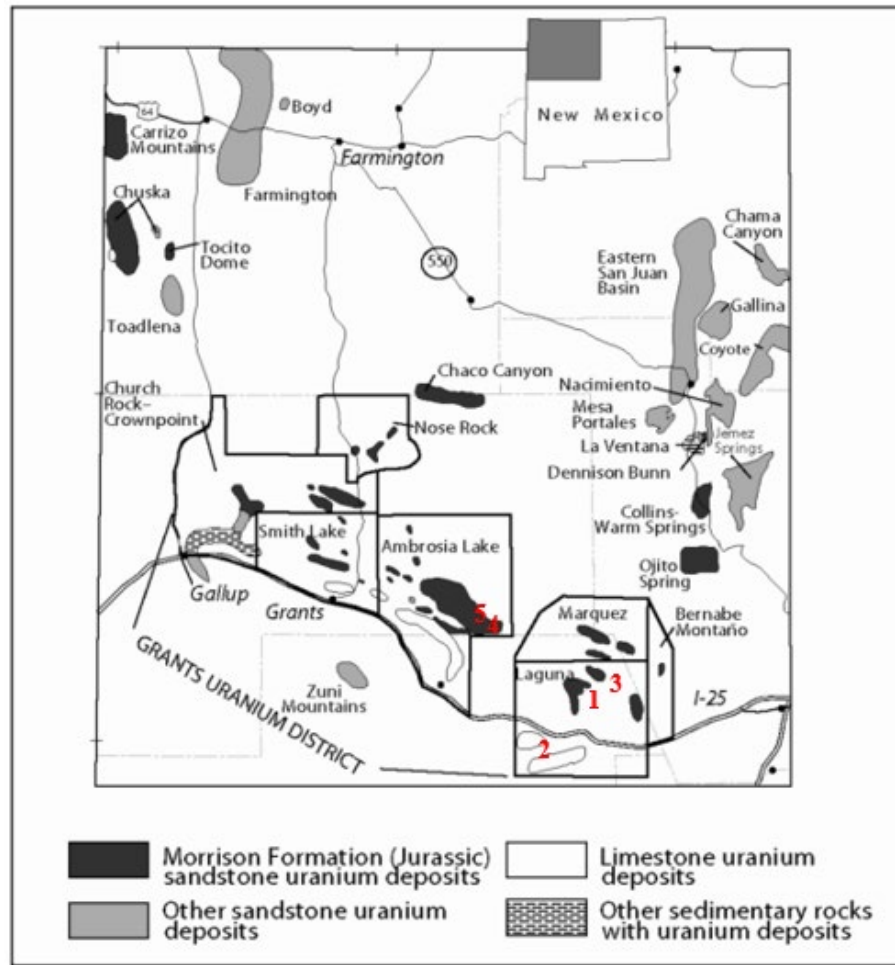 New Mexico
64
Boyd
Carrizo
Mountains
Farmington
Farmington
Chuska
Tocito
Dome
Toadlena
550
Chama
Canyon
Eastern
San Juan
Basin
Gallina
Coyote
Chaco Canyon
Nacimiento
Church
Rock–
Crownpoint
Mesa
Portales
Nose Rock
La Ventana
Jemez
Springs
Dennison Bunn
Collins-
Warm Springs
Smith Lake
Ambrosia Lake
Ojito
Spring
Gallup
Grants
5
4
Marquez
Bernabe
Montaño
GRANTS URANIUM DISTRICT
Zuni
Mountains
Laguna
1
3
I-25
2
Morrison Formation (Jurassic)
sandstone uranium deposits
Limestone uranium
deposits
Other sandstone uranium
deposits
Other sedimentary rocks
with uranium deposits